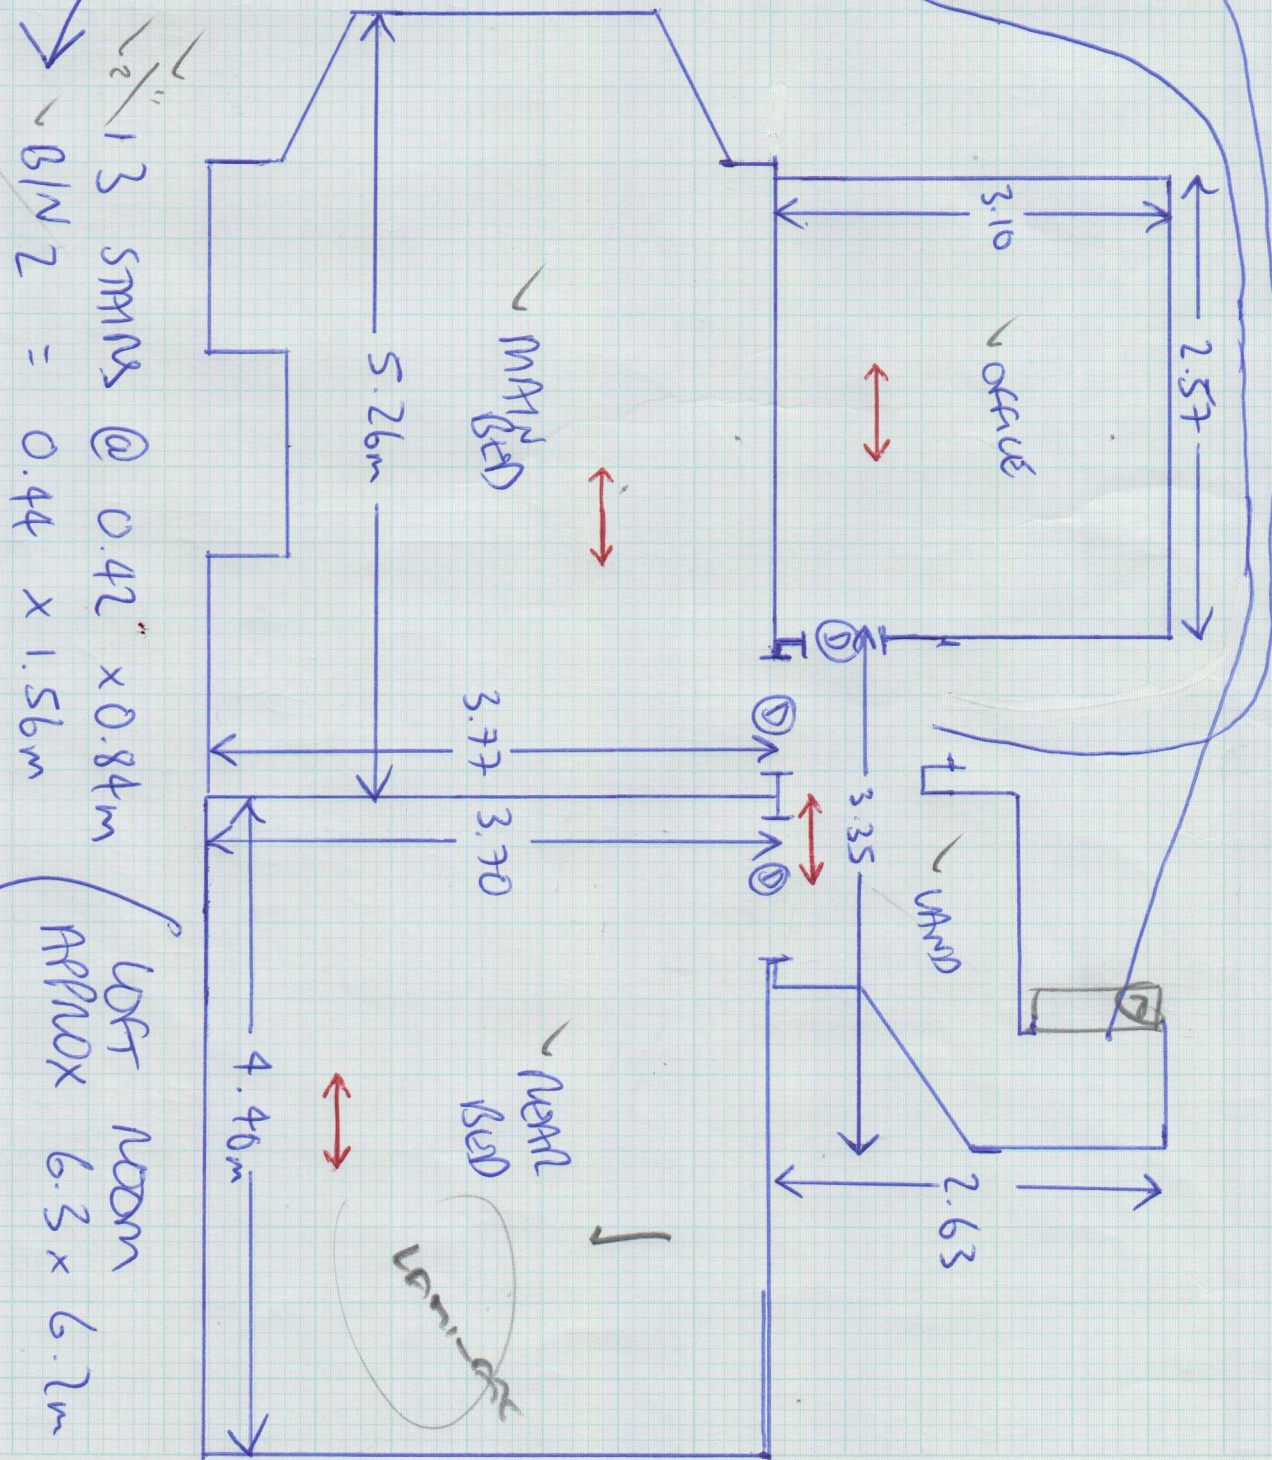 13 STAIRS @ 0.42 x 0.84m
B/N 2 = 0.44 x 1.56m
LOFT ROOM
APPROX 6.3 x 6.2m
2.57
3.10
OFFICE
D
MAIN
BED
5.26m
3.77
D
3.35
LAND
D
3.70
D
2.63
REAR
BED
4.40m
LAMINATE